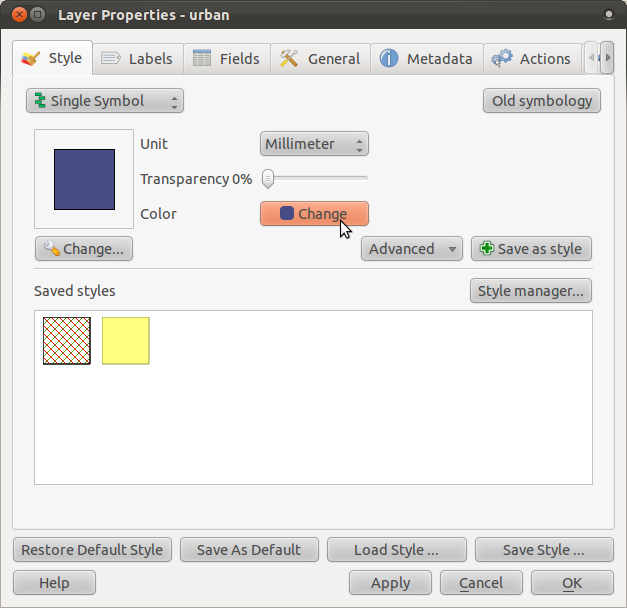 Layer Properties - urban
Style Labels Fields General Metadata Actions
Single Symbol Old symbology
Unit Millimeter
Transparency 0%
Color Change
Change... Advanced Save as style
Saved styles Style manager...
Restore Default Style Save As Default Load Style ... Save Style ...
Help Apply Cancel OK